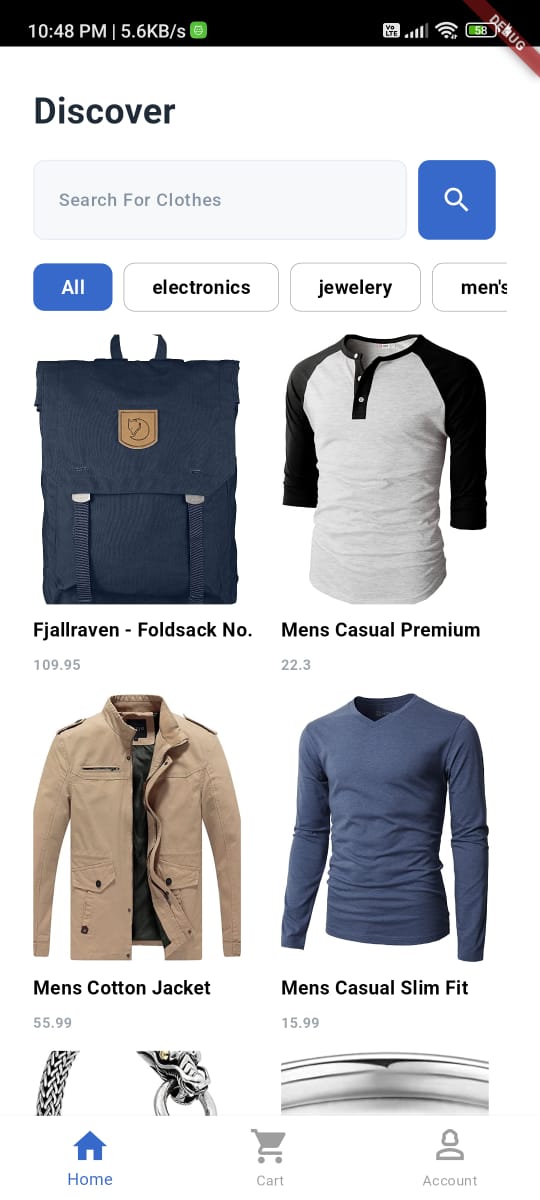 10:48 PM | 5.6KB/s
Vo LTE
58
DEBUG
Discover
Search For Clothes
All
electronics
jewelery
men's
Fjallraven - Foldsack No.
Mens Casual Premium
109.95
22.3
Mens Cotton Jacket
Mens Casual Slim Fit
55.99
15.99
Home
Cart
Account